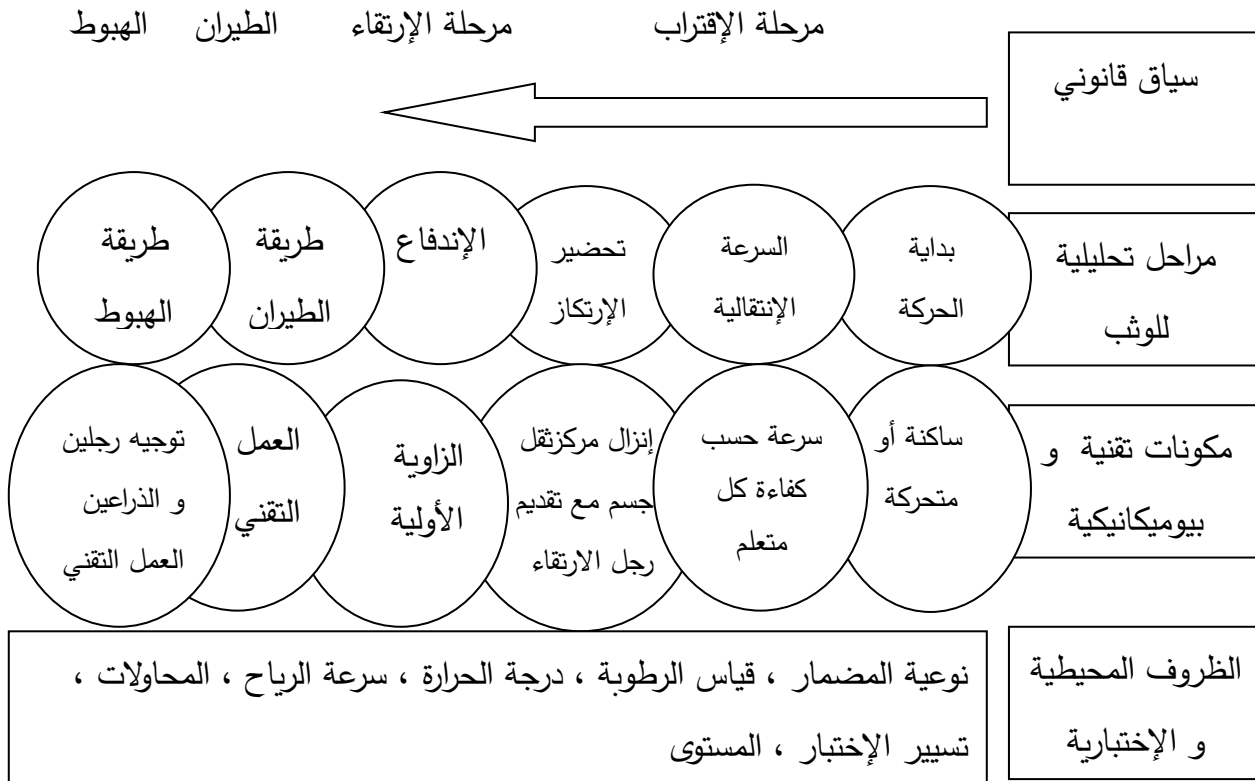 مرحلة الإقتراب
مرحلة الإرتقاء
الطيران
الهبوط
سياق قانوني
مراحل تحليلية
للوثب
بداية
الحركة
السرعة
الإنتقالية
تحضير
الإرتكاز
الإندفاع
طريقة
الطيران
طريقة
الهبوط
مكونات تقنية و
بيوميكانيكية
ساكنة أو
متحركة
سرعة حسب
كفاءة كل
متعلم
إنزال مركزثقل
جسم مع تقديم
رجل الارتقاء
الزاوية
الأولية
العمل
التقني
توجيه رجلين
و الذراعين
العمل التقني
الظروف المحيطية
و الإختبارية
نوعية المضمار ، قياس الرطوبة ، درجة الحرارة ، سرعة الرياح ، المحاولات ،
تسيير الإختبار ، المستوى